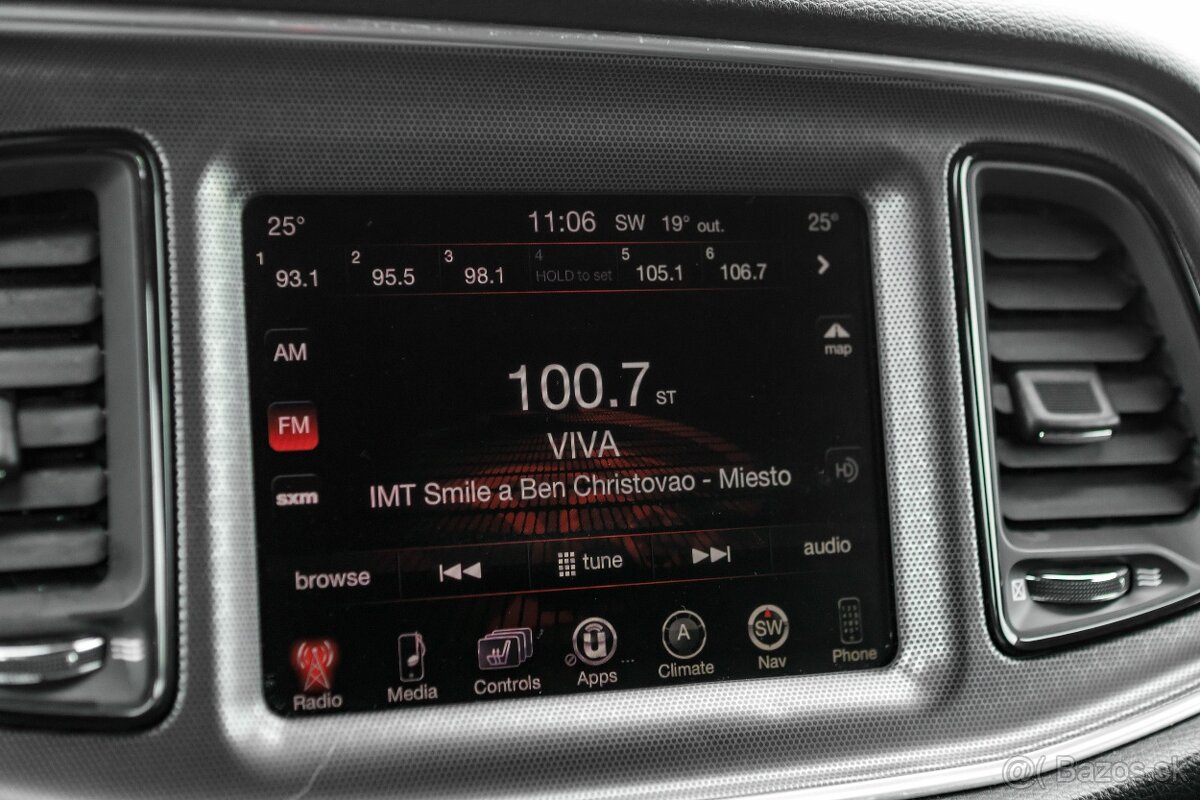 25° 11:06 SW 19° out. 25°
1 93.1 2 95.5 3 98.1 4 HOLD to set 5 105.1 6 106.7
AM map
100.7 ST
FM
VIVA
HD
sxm IMT Smile a Ben Christovao - Miesto
browse tune audio
Radio Media Controls Apps A Climate SW Nav Phone
@( Bazos.sk